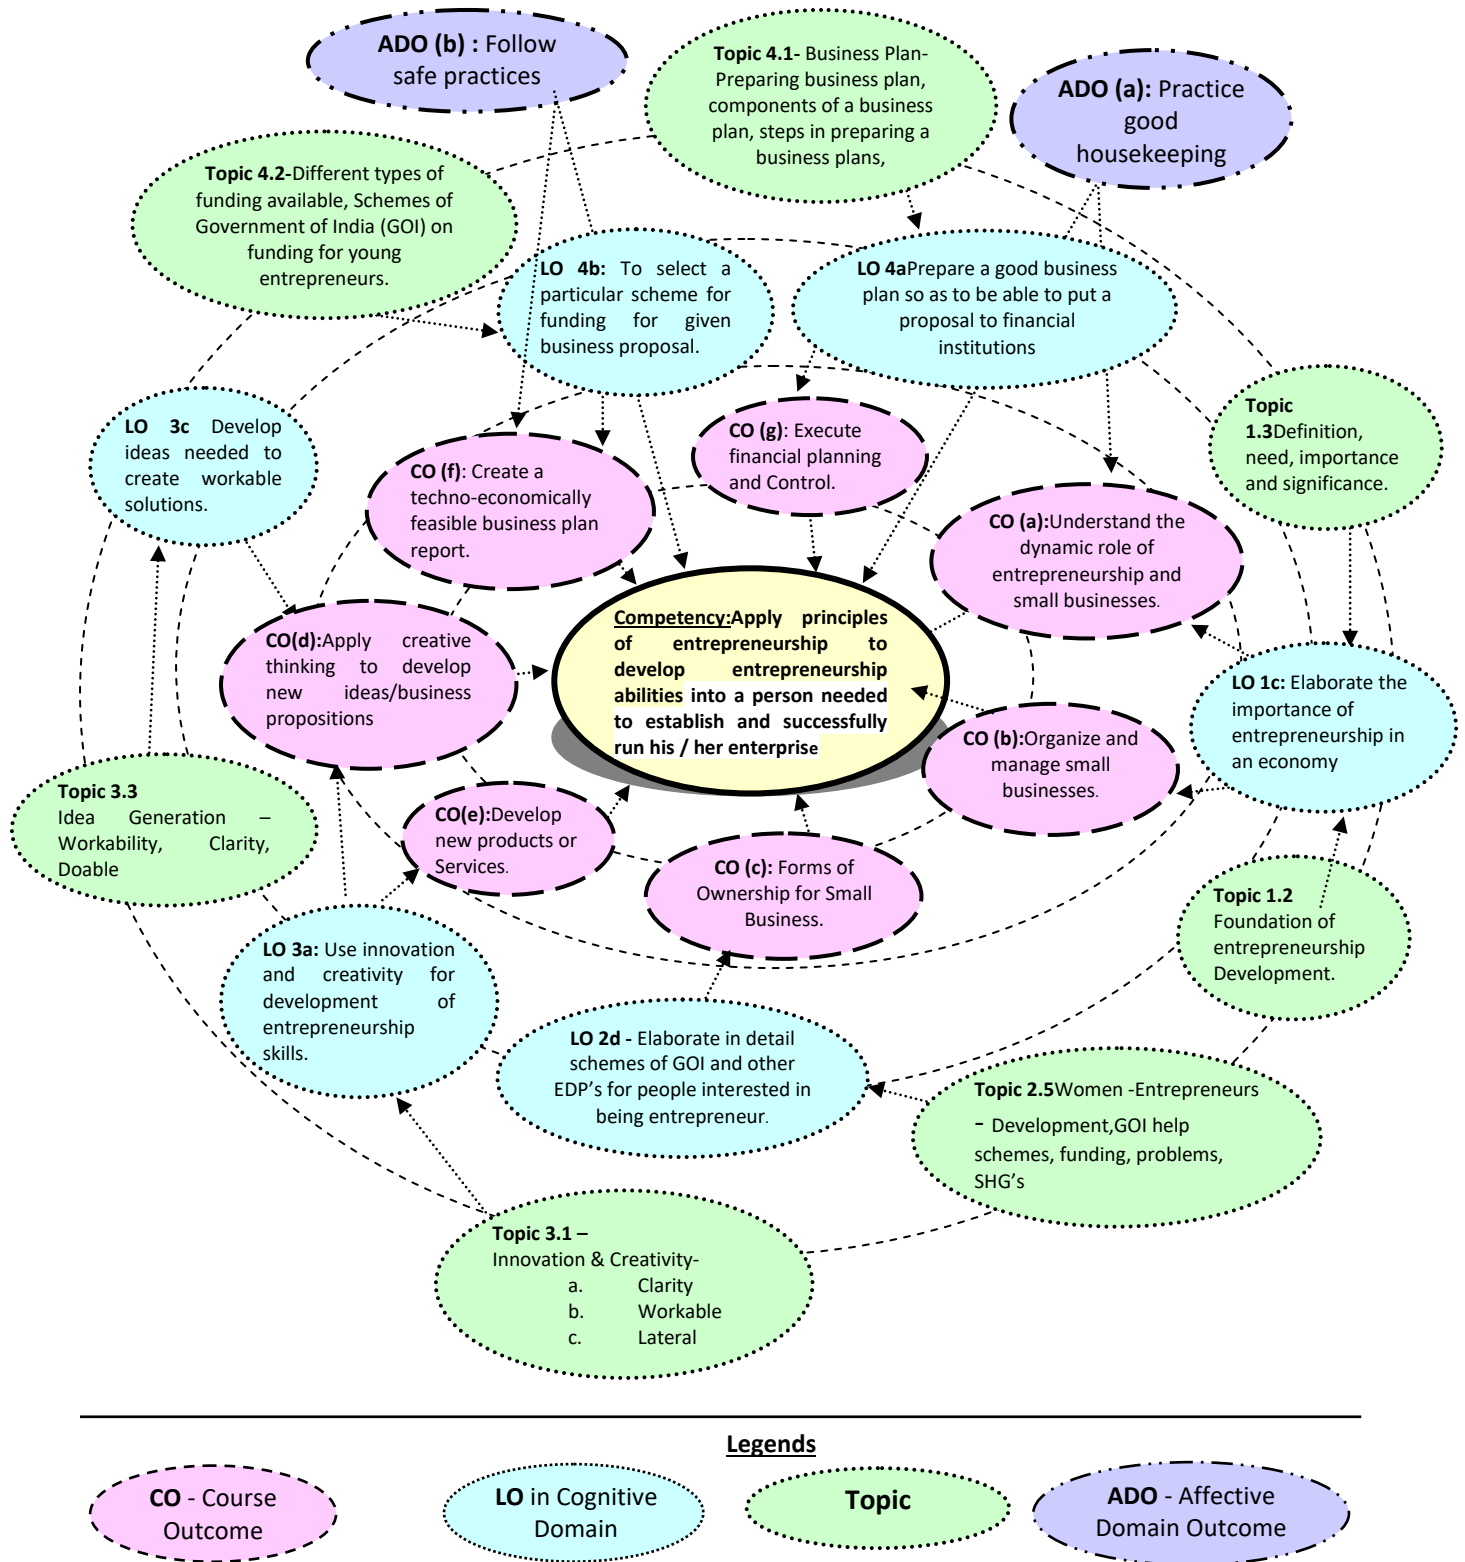 ADO (b) : Follow
safe practices
Topic 4.1- Business Plan-
Preparing business plan,
components of a business
plan, steps in preparing a
business plans,
ADO (a): Practice
good
housekeeping
Topic 4.2-Different types of
funding available, Schemes of
Government of India (GOI) on
funding for young
entrepreneurs.
LO 4b: To select a
particular scheme for
funding for given
business proposal.
LO 4aPrepare a good business
plan so as to be able to put a
proposal to financial
institutions
LO 3c Develop
ideas needed to
create workable
solutions.
Topic
1.3Definition,
need, importance
and significance.
CO (g): Execute
financial planning
and Control.
CO (f): Create a
techno-economically
feasible business plan
report.
CO (a):Understand the
dynamic role of
entrepreneurship and
small businesses.
Competency:Apply principles
of entrepreneurship to
develop entrepreneurship
abilities into a person needed
to establish and successfully
run his / her enterprise
CO(d):Apply creative
thinking to develop
new ideas/business
propositions
LO 1c: Elaborate the
importance of
entrepreneurship in
an economy
CO (b):Organize and
manage small
businesses.
Topic 3.3
Idea Generation –
Workability, Clarity,
Doable
CO(e):Develop
new products or
Services.
CO (c): Forms of
Ownership for Small
Business.
Topic 1.2
Foundation of
entrepreneurship
Development.
LO 3a: Use innovation
and creativity for
development of
entrepreneurship
skills.
LO 2d - Elaborate in detail
schemes of GOI and other
EDP's for people interested in
being entrepreneur.
Topic 2.5Women -Entrepreneurs
- Development,GOI help
schemes, funding, problems,
SHG's
Topic 3.1 –
Innovation & Creativity-
a. Clarity
b. Workable
c. Lateral
Legends
CO - Course
Outcome
LO in Cognitive
Domain
Topic
ADO - Affective
Domain Outcome